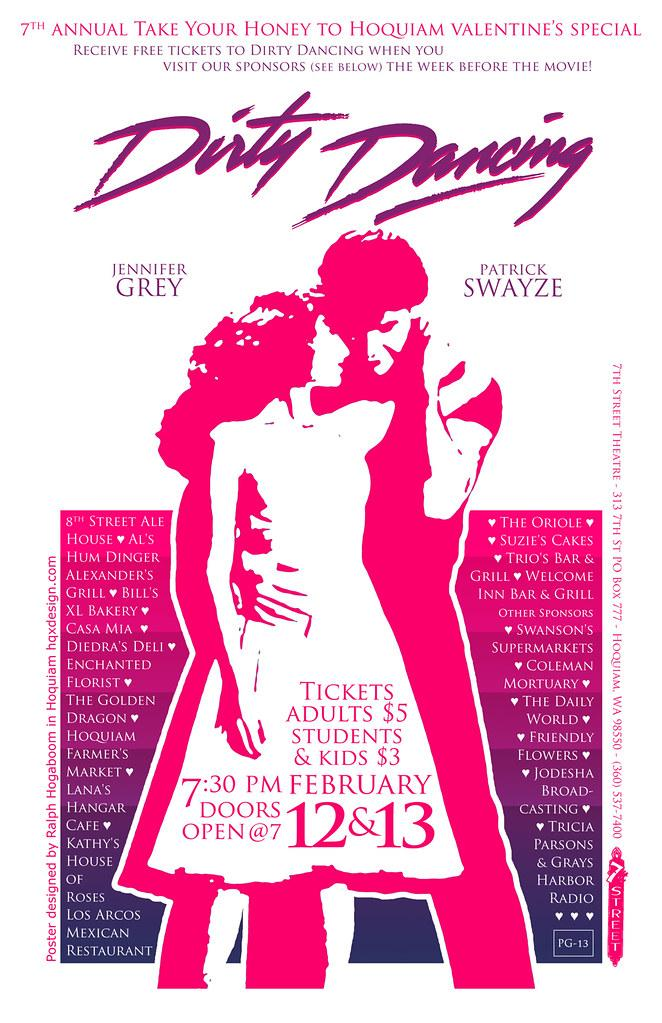 7TH ANNUAL TAKE YOUR HONEY TO HOQUIAM VALENTINE'S SPECIAL
RECEIVE FREE TICKETS TO DIRTY DANCING WHEN YOU
VISIT OUR SPONSORS (SEE BELOW) THE WEEK BEFORE THE MOVIE!
Dirty Dancing
JENNIFER
GREY
PATRICK
SWAYZE
8TH STREET ALE
HOUSE ♥ AL'S
HUM DINGER
ALEXANDER'S
GRILL ♥ BILL'S
XL BAKERY ♥
CASA MIA ♥
DIEDRA'S DELI ♥
ENCHANTED
FLORIST ♥
THE GOLDEN
DRAGON ♥
HOQUIAM
FARMER'S
MARKET ♥
LANA'S
HANGAR
CAFE ♥
KATHY'S
HOUSE
OF
ROSES
LOS ARCOS
MEXICAN
RESTAURANT
TICKETS
ADULTS $5
STUDENTS
& KIDS $3
7:30 PM FEBRUARY
DOORS
OPEN @7
12&13
♥ THE ORIOLE ♥
♥ SUZIE'S CAKES
♥ TRIO'S BAR &
GRILL ♥ WELCOME
INN BAR & GRILL
OTHER SPONSORS
♥ SWANSON'S
SUPERMARKETS
♥ COLEMAN
MORTUARY ♥
♥ THE DAILY
WORLD ♥
♥ FRIENDLY
FLOWERS ♥
♥ JODESHA
BROAD-
CASTING ♥
♥ TRICIA
PARSONS
& GRAYS
HARBOR
RADIO
♥ ♥ ♥
PG-13
Poster designed by Ralph Hogaboom in Hoquiam hqxdesign.com
7TH STREET THEATRE - 313 7TH ST PO BOX 777 - HOQUIAM, WA 98550 - (360) 537-7400
7TH STREET